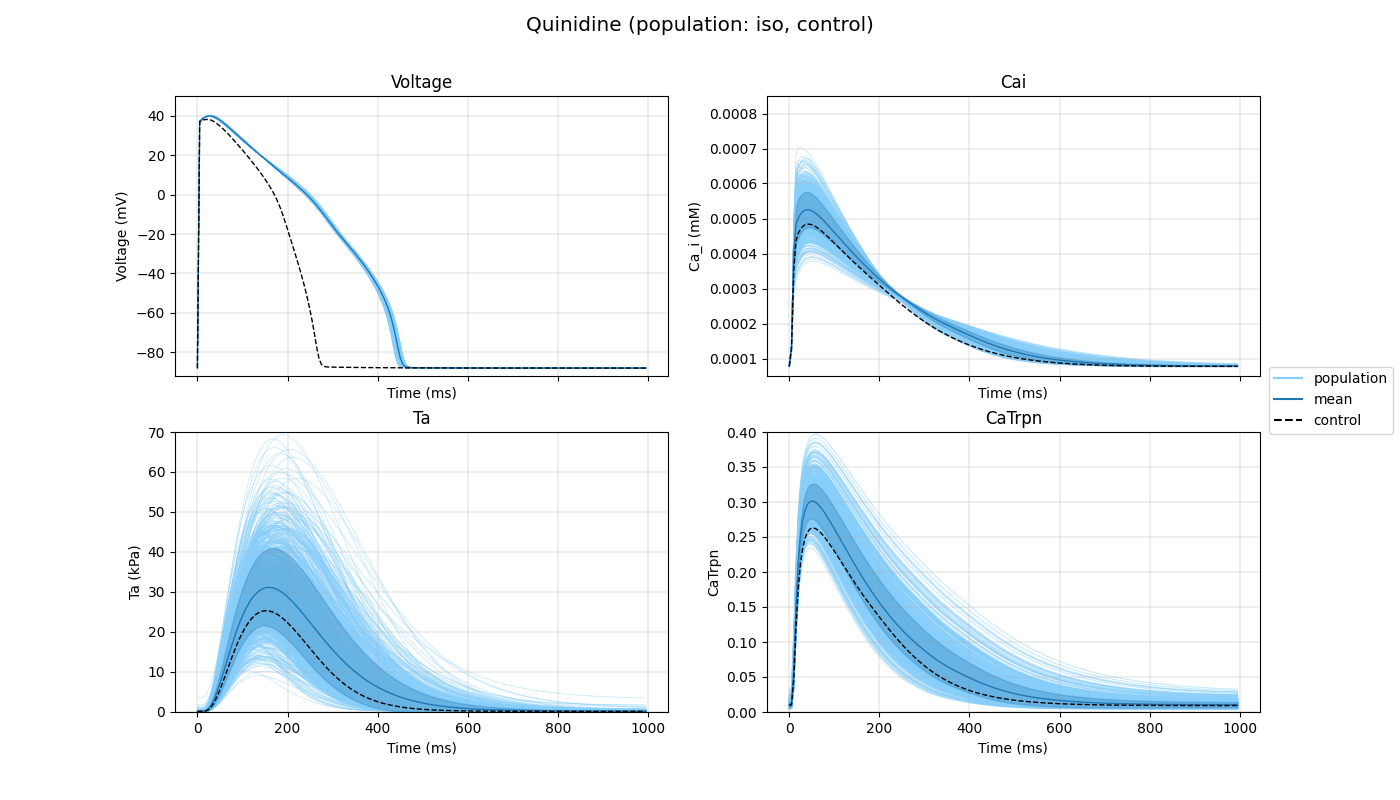 Quinidine (population: iso, control)
Voltage
Voltage (mV)
40
20
0
−20
−40
−60
−80
Time (ms)
Cai
Ca_i (mM)
0.0008
0.0007
0.0006
0.0005
0.0004
0.0003
0.0002
0.0001
Time (ms)
population
mean
control
Ta
Ta (kPa)
70
60
50
40
30
20
10
0
0 200 400 600 800 1000
Time (ms)
CaTrpn
CaTrpn
0.40
0.35
0.30
0.25
0.20
0.15
0.10
0.05
0.00
0 200 400 600 800 1000
Time (ms)